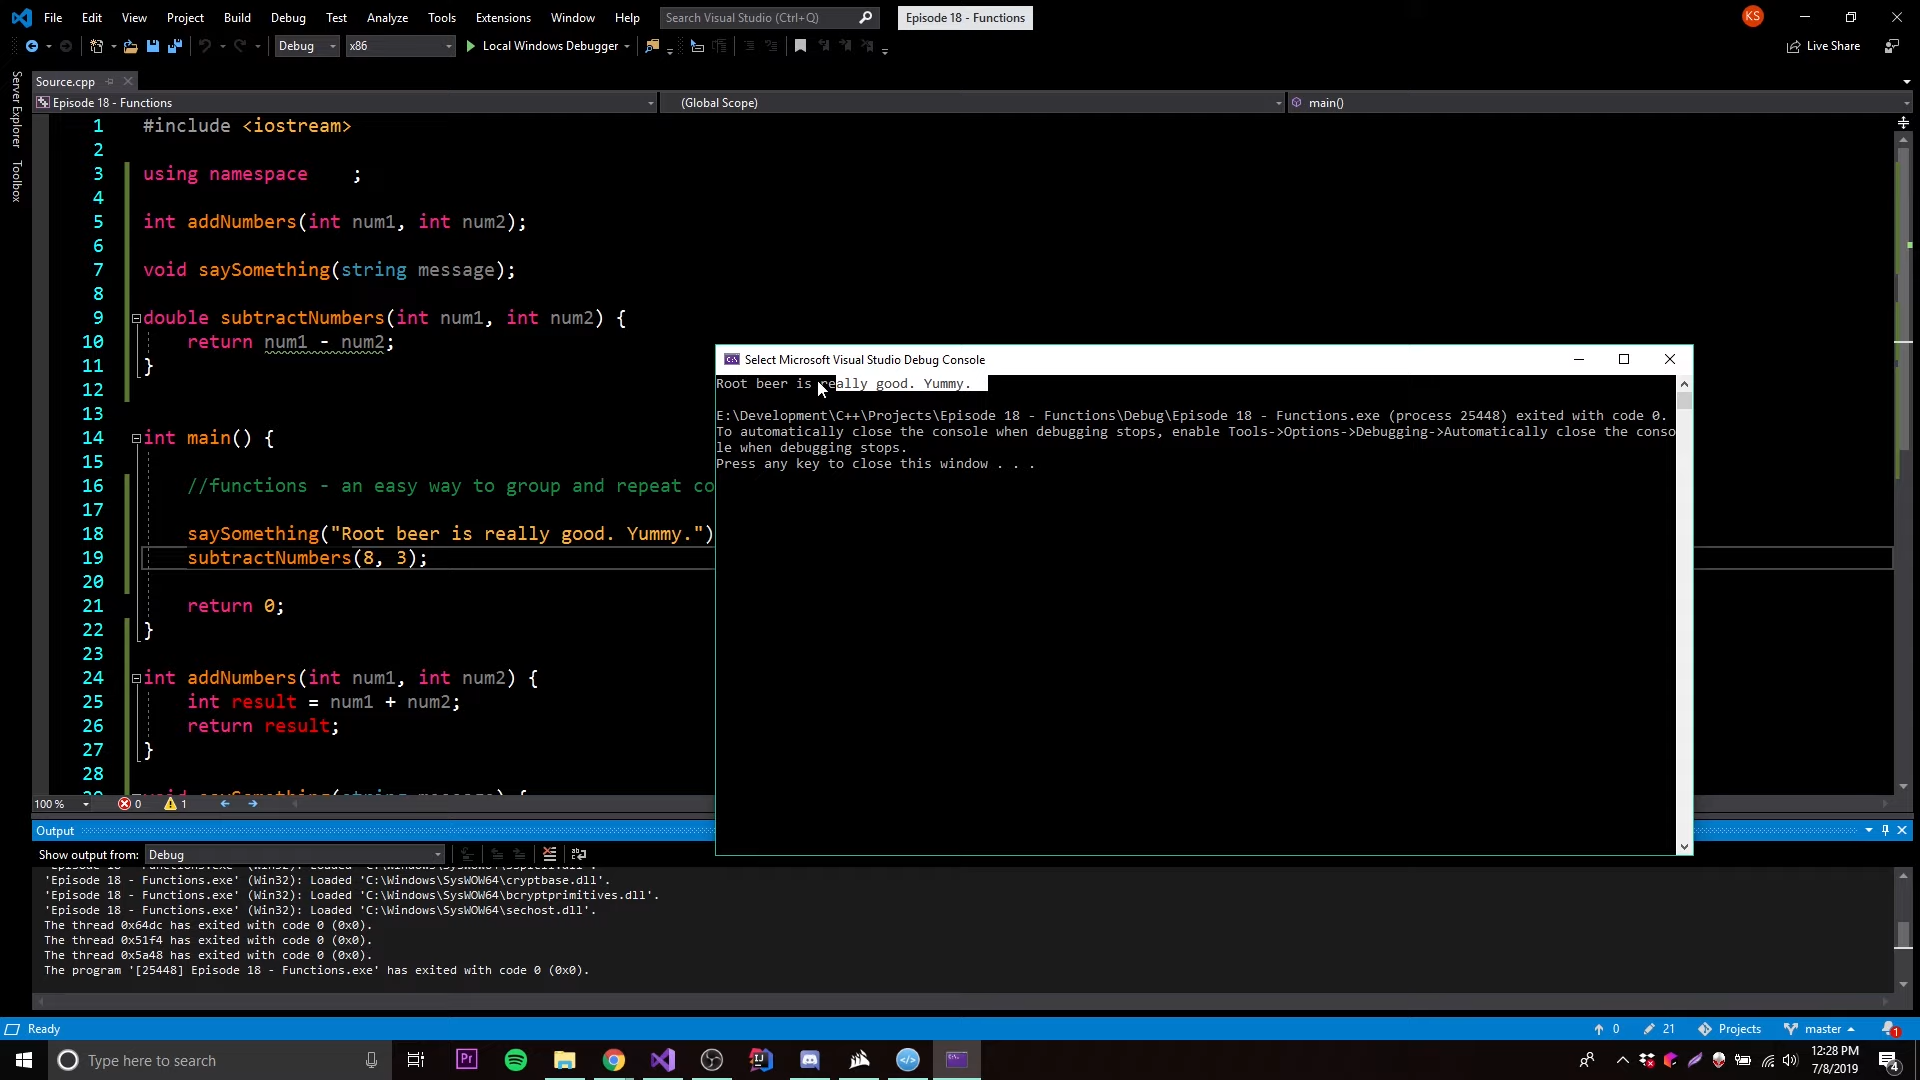 File Edit View Project Build Debug Test Analyze Tools Extensions Window Help Search Visual Studio (Ctrl+Q) Episode 18 - Functions KS
Debug x86 Local Windows Debugger Live Share
Server Explorer
Toolbox
Source.cpp
Episode 18 - Functions (Global Scope) main()
1 #include <iostream>
2
3 using namespace ;
4
5 int addNumbers(int num1, int num2);
6
7 void saySomething(string message);
8
9 double subtractNumbers(int num1, int num2) {
10 return num1 - num2;
11 }
12
13
14 int main() {
15
16 //functions - an easy way to group and repeat co
17
18 saySomething("Root beer is really good. Yummy.")
19 subtractNumbers(8, 3);
20
21 return 0;
22 }
23
24 int addNumbers(int num1, int num2) {
25 int result = num1 + num2;
26 return result;
27 }
28
Select Microsoft Visual Studio Debug Console
Root beer is really good. Yummy.
E:\Development\C++\Projects\Episode 18 - Functions\Debug\Episode 18 - Functions.exe (process 25448) exited with code 0.
To automatically close the console when debugging stops, enable Tools->Options->Debugging->Automatically close the conso
le when debugging stops.
Press any key to close this window . . .
100 % 0 1
Output
Show output from: Debug
'Episode 18 - Functions.exe' (Win32): Loaded 'C:\Windows\SysWOW64\cryptbase.dll'.
'Episode 18 - Functions.exe' (Win32): Loaded 'C:\Windows\SysWOW64\bcryptprimitives.dll'.
'Episode 18 - Functions.exe' (Win32): Loaded 'C:\Windows\SysWOW64\sechost.dll'.
The thread 0x64dc has exited with code 0 (0x0).
The thread 0x51f4 has exited with code 0 (0x0).
The thread 0x5a48 has exited with code 0 (0x0).
The program '[25448] Episode 18 - Functions.exe' has exited with code 0 (0x0).
Ready 0 21 Projects master 1
Type here to search Pr 12:28 PM
7/8/2019 4